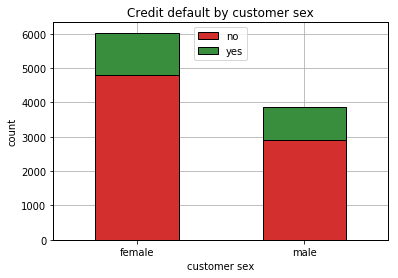 Credit default by customer sex
no
yes
6000
5000
4000
3000
2000
1000
0
count
female
male
customer sex